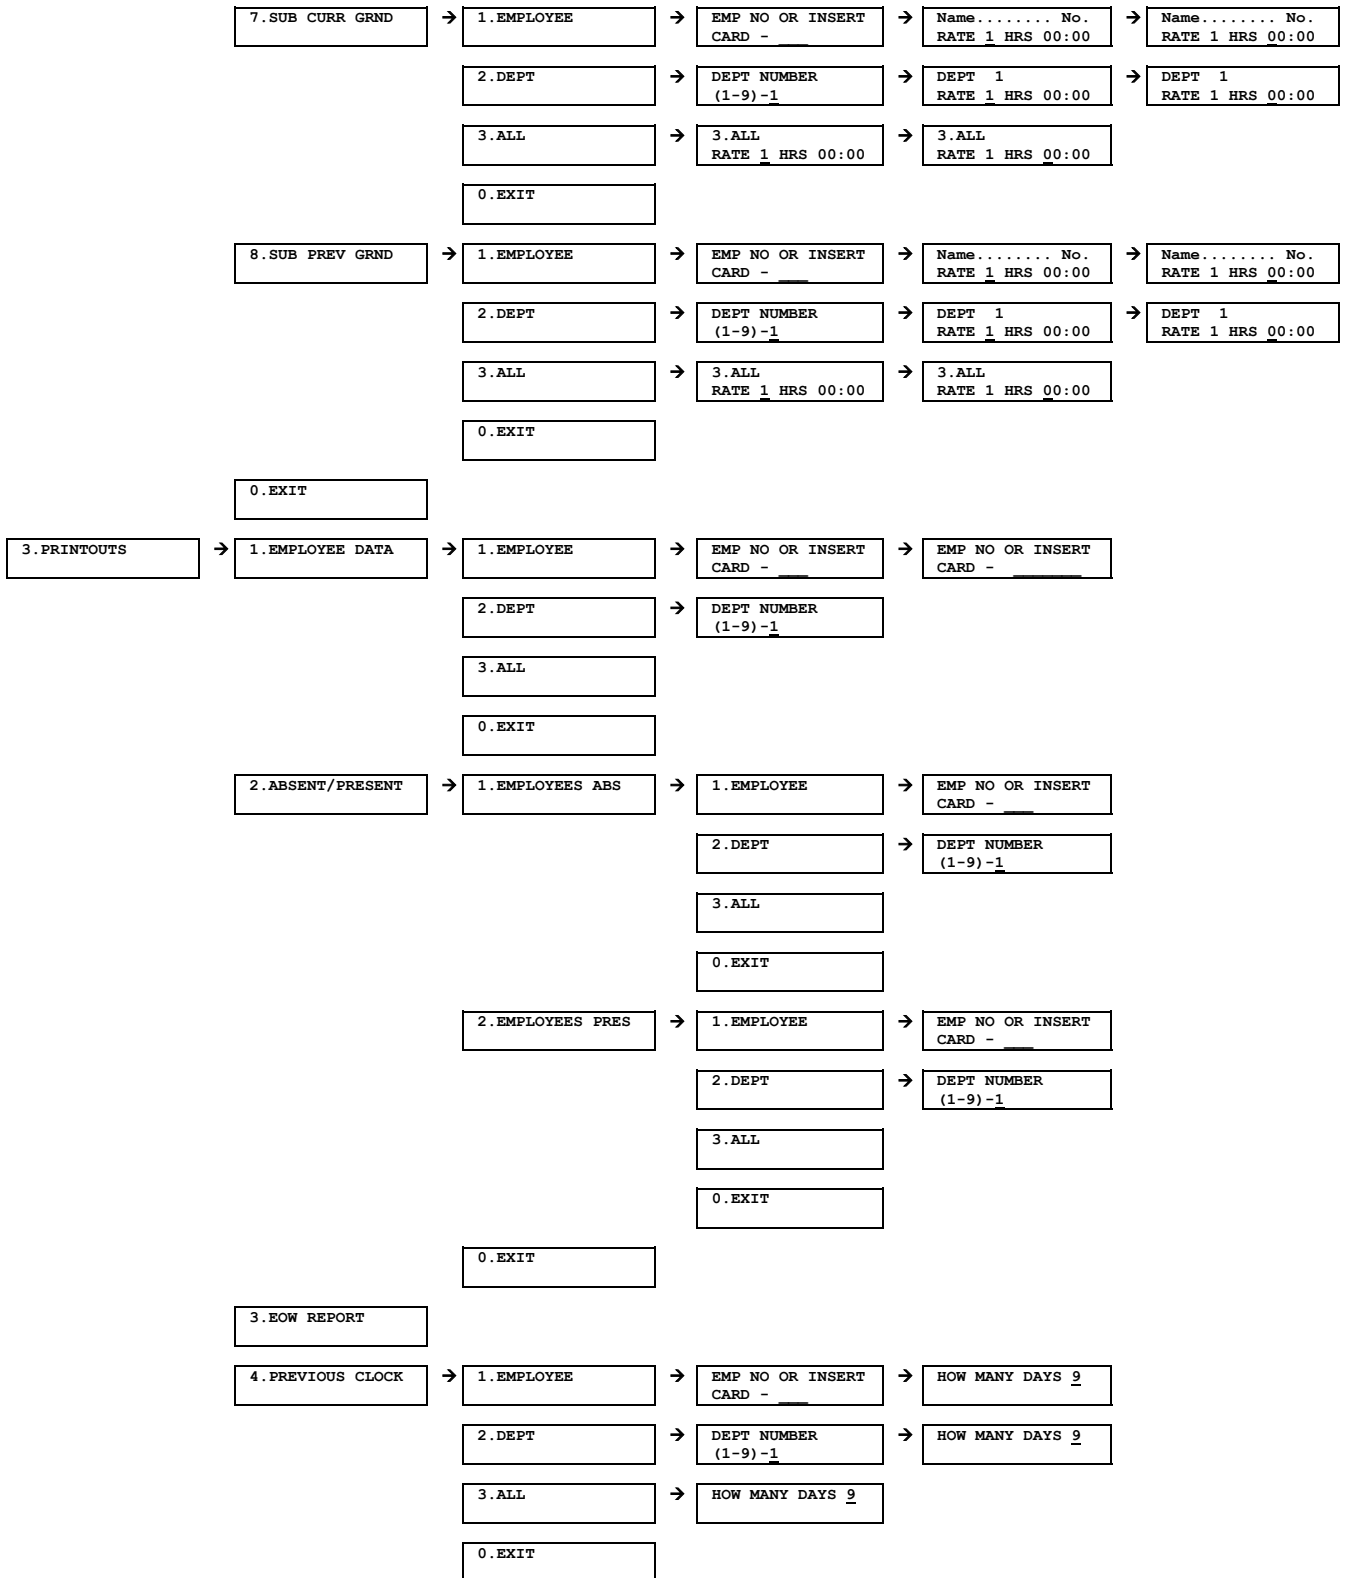 7.SUB CURR GRND → 1.EMPLOYEE → EMP NO OR INSERT → Name........ No. → Name........ No.
CARD - ___ RATE 1 HRS 00:00 RATE 1 HRS 00:00
2.DEPT → DEPT NUMBER → DEPT 1 → DEPT 1
(1-9)-1 RATE 1 HRS 00:00 RATE 1 HRS 00:00
3.ALL → 3.ALL → 3.ALL
RATE 1 HRS 00:00 RATE 1 HRS 00:00
0.EXIT
8.SUB PREV GRND → 1.EMPLOYEE → EMP NO OR INSERT → Name........ No. → Name........ No.
CARD - ___ RATE 1 HRS 00:00 RATE 1 HRS 00:00
2.DEPT → DEPT NUMBER → DEPT 1 → DEPT 1
(1-9)-1 RATE 1 HRS 00:00 RATE 1 HRS 00:00
3.ALL → 3.ALL → 3.ALL
RATE 1 HRS 00:00 RATE 1 HRS 00:00
0.EXIT
0.EXIT
3.PRINTOUTS → 1.EMPLOYEE DATA → 1.EMPLOYEE → EMP NO OR INSERT → EMP NO OR INSERT
CARD - ___ CARD - _______
2.DEPT → DEPT NUMBER
(1-9)-1
3.ALL
0.EXIT
2.ABSENT/PRESENT → 1.EMPLOYEES ABS → 1.EMPLOYEE → EMP NO OR INSERT
CARD - ___
2.DEPT → DEPT NUMBER
(1-9)-1
3.ALL
0.EXIT
2.EMPLOYEES PRES → 1.EMPLOYEE → EMP NO OR INSERT
CARD - ___
2.DEPT → DEPT NUMBER
(1-9)-1
3.ALL
0.EXIT
0.EXIT
3.EOW REPORT
4.PREVIOUS CLOCK → 1.EMPLOYEE → EMP NO OR INSERT → HOW MANY DAYS 9
CARD - ___
2.DEPT → DEPT NUMBER → HOW MANY DAYS 9
(1-9)-1
3.ALL → HOW MANY DAYS 9
0.EXIT